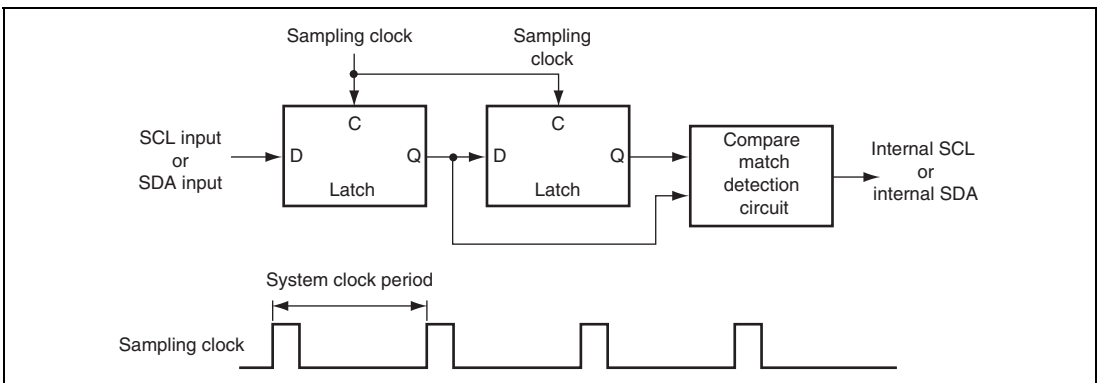 Sampling clock
Sampling
clock
C
C
SCL input
or
SDA input
D
Q
D
Q
Latch
Latch
Compare
match
detection
circuit
Internal SCL
or
internal SDA
System clock period
Sampling clock